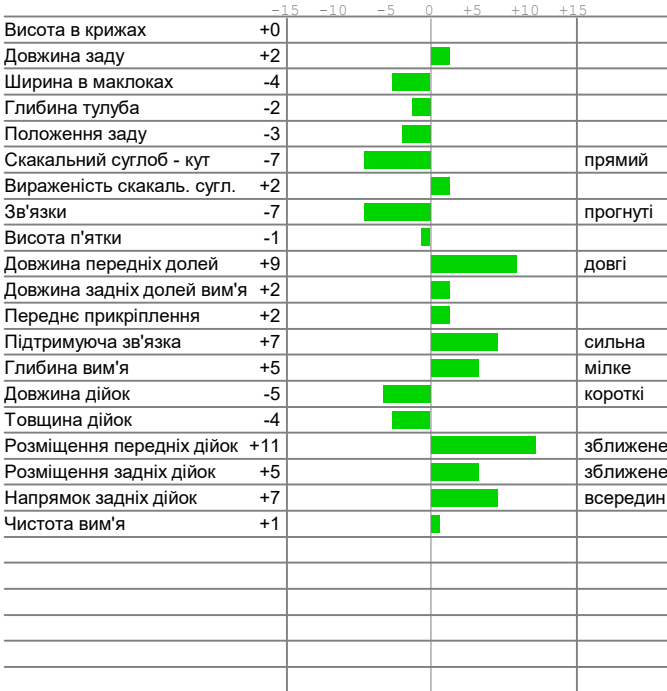 -15 -10 -5 0 +5 +10 +15
Висота в крижах +0
Довжина заду +2
Ширина в маклоках -4
Глибина тулуба -2
Положення заду -3
Скакальний суглоб - кут -7 прямий
Вираженість скакаль. сугл. +2
Зв'язки -7 прогнуті
Висота п'ятки -1
Довжина передніх долей +9 довгі
Довжина задніх долей вим'я +2
Переднє прикріплення +2
Підтримуюча зв'язка +7 сильна
Глибина вим'я +5 мілке
Довжина дійок -5 короткі
Товщина дійок -4
Розміщення передніх дійок +11 зближене
Розміщення задніх дійок +5 зближене
Напрямок задніх дійок +7 всередин
Чистота вим'я +1